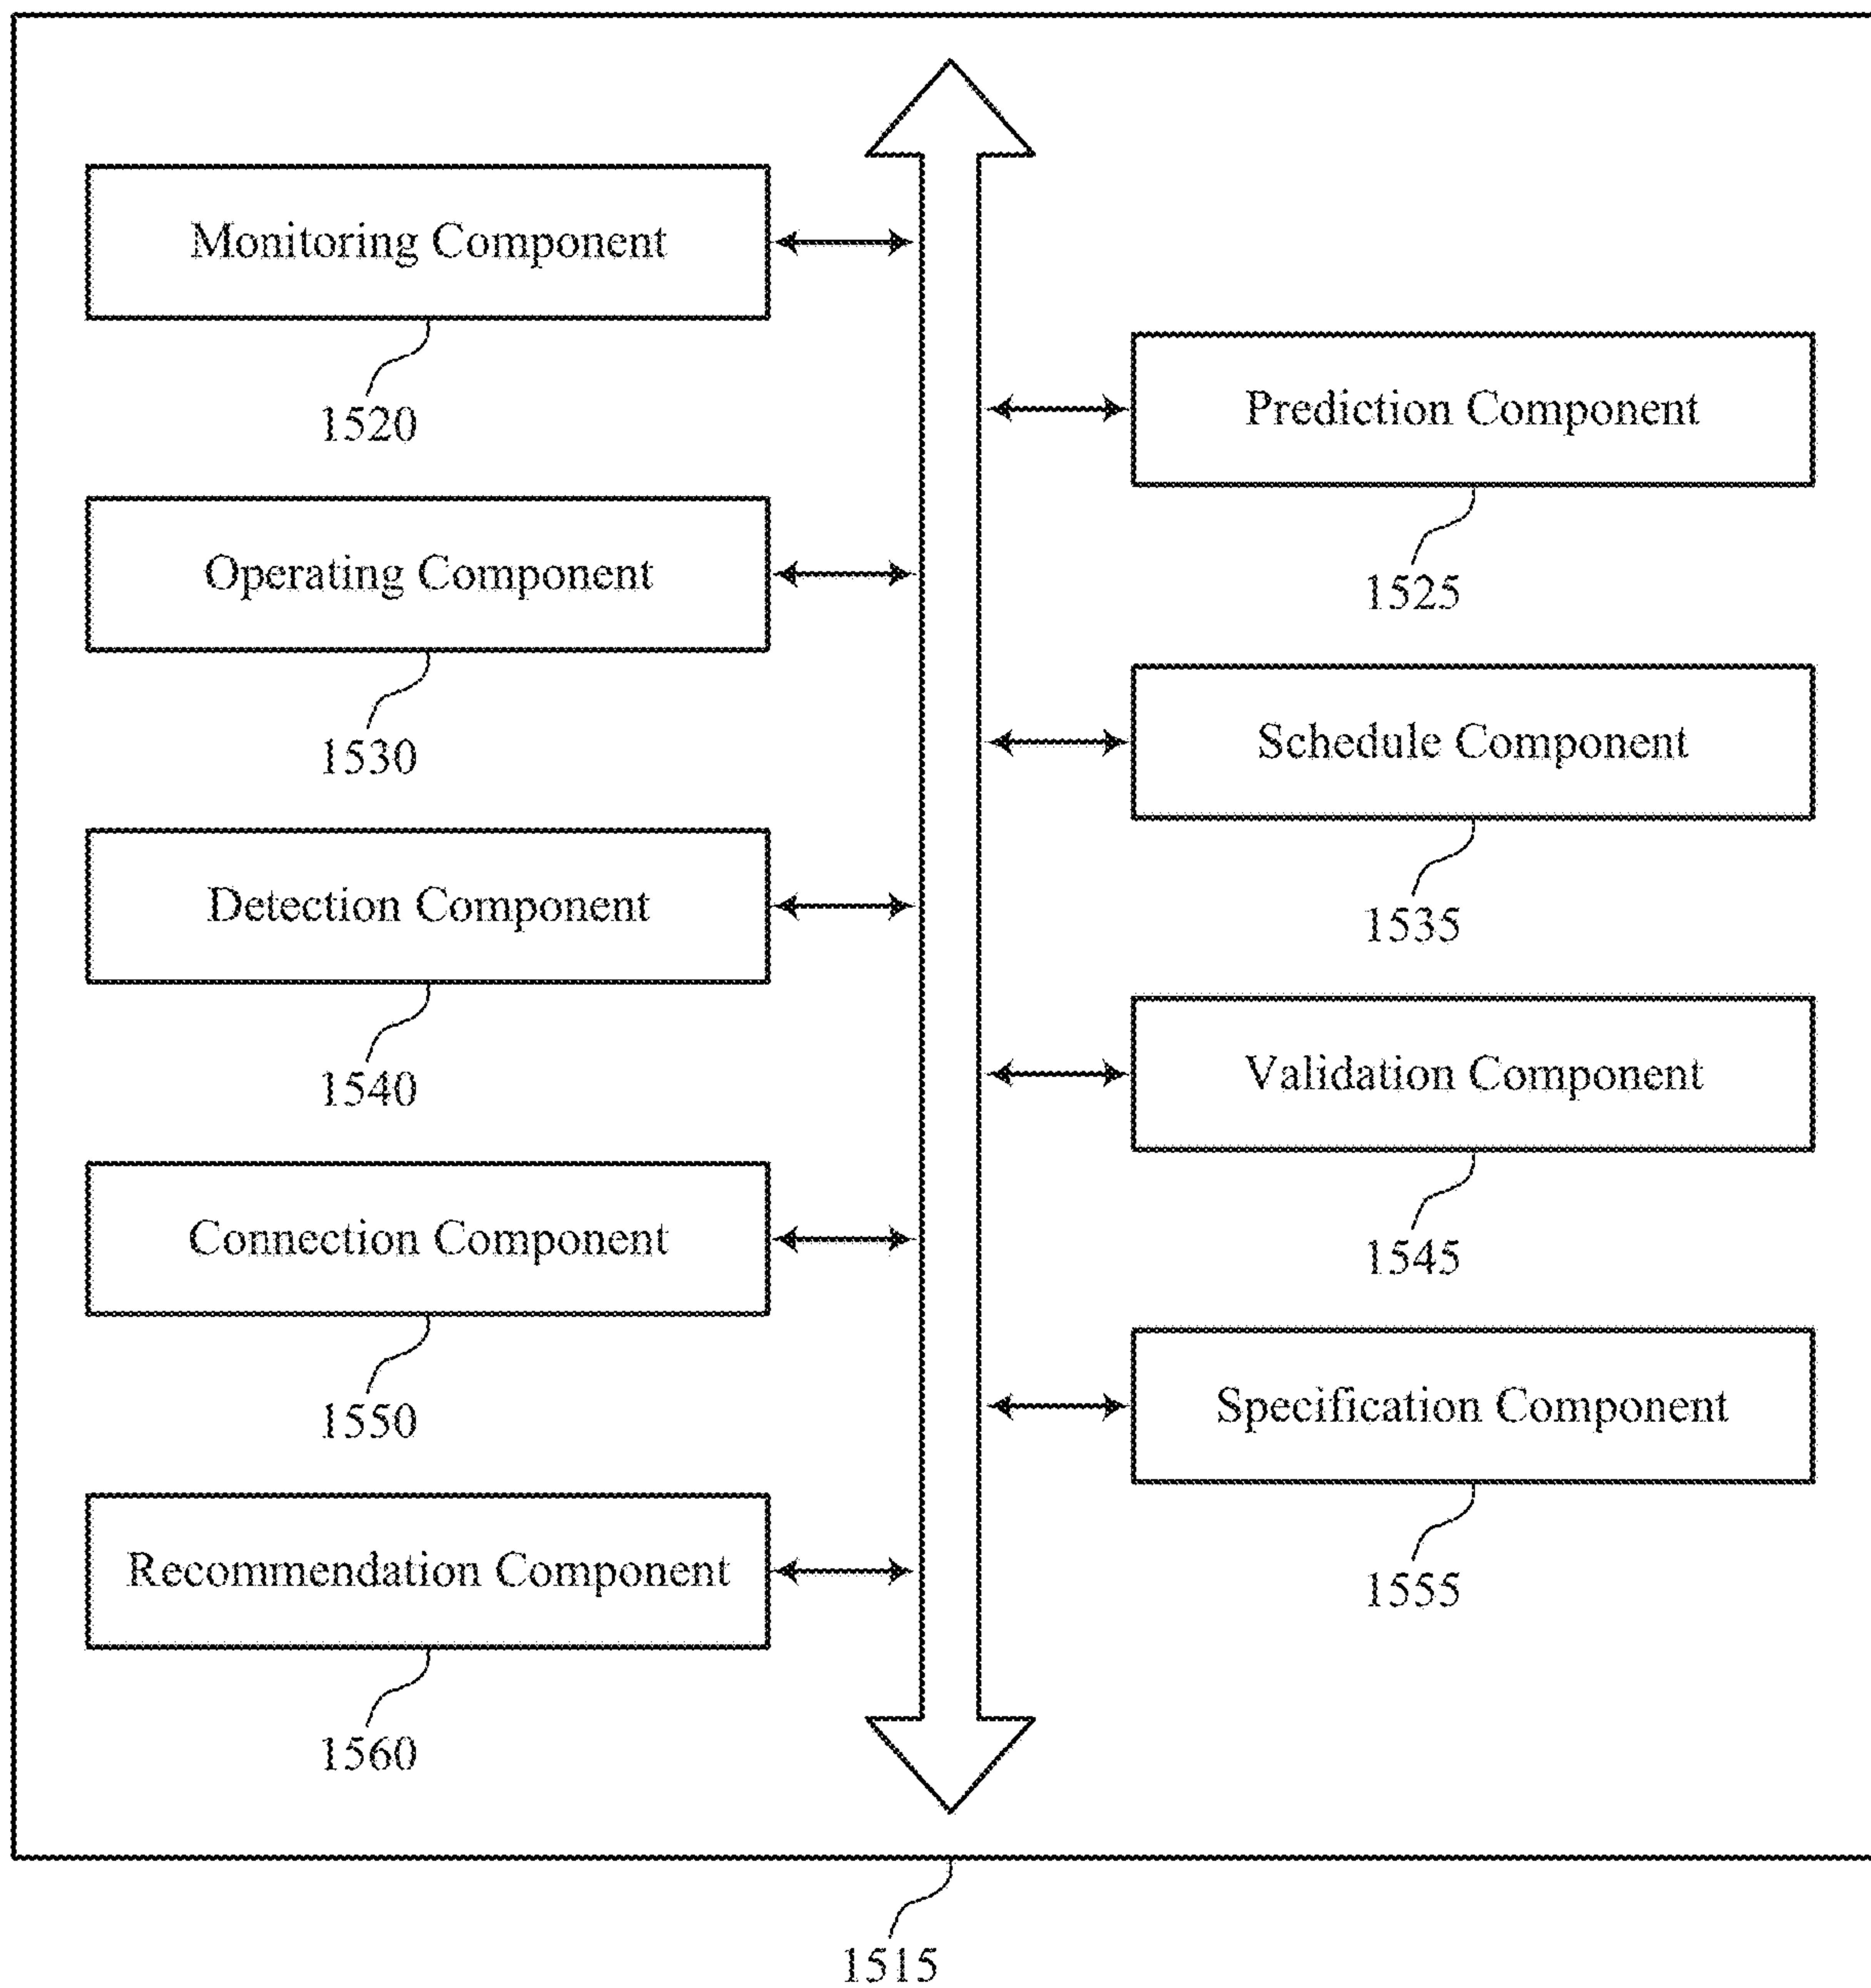 Monitoring Component
1520
Prediction Component
1525
Operating Component
1530
Schedule Component
1535
Detection Component
1540
Validation Component
1545
Connection Component
1550
Specification Component
1555
Recommendation Component
1560
1515